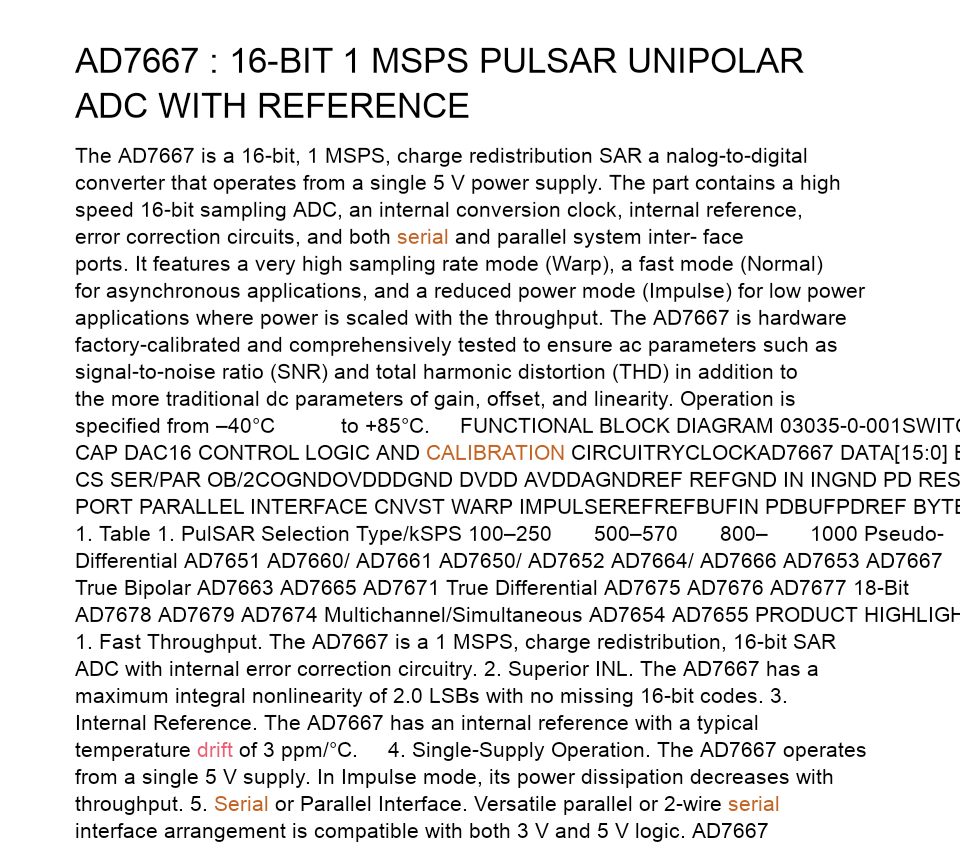 AD7667 : 16-BIT 1 MSPS PULSAR UNIPOLAR
ADC WITH REFERENCE
The AD7667 is a 16-bit, 1 MSPS, charge redistribution SAR a nalog-to-digital
converter that operates from a single 5 V power supply. The part contains a high
speed 16-bit sampling ADC, an internal conversion clock, internal reference,
error correction circuits, and both serial and parallel system inter- face
ports. It features a very high sampling rate mode (Warp), a fast mode (Normal)
for asynchronous applications, and a reduced power mode (Impulse) for low power
applications where power is scaled with the throughput. The AD7667 is hardware
factory-calibrated and comprehensively tested to ensure ac parameters such as
signal-to-noise ratio (SNR) and total harmonic distortion (THD) in addition to
the more traditional dc parameters of gain, offset, and linearity. Operation is
specified from –40°C to +85°C. FUNCTIONAL BLOCK DIAGRAM 03035-0-001SWITC
CAP DAC16 CONTROL LOGIC AND CALIBRATION CIRCUITRYCLOCKAD7667 DATA[15:0]
CS SER/PAR OB/2COGNDOVDDDGND DVDD AVDDAGNDREF REFGND IN INGND PD RES
PORT PARALLEL INTERFACE CNVST WARP IMPULSEREFREFBUFIN PDBUFPDREF BYTE
1. Table 1. PulSAR Selection Type/kSPS 100–250 500–570 800– 1000 Pseudo-
Differential AD7651 AD7660/ AD7661 AD7650/ AD7652 AD7664/ AD7666 AD7653 AD7667
True Bipolar AD7663 AD7665 AD7671 True Differential AD7675 AD7676 AD7677 18-Bit
AD7678 AD7679 AD7674 Multichannel/Simultaneous AD7654 AD7655 PRODUCT HIGHLIGH
1. Fast Throughput. The AD7667 is a 1 MSPS, charge redistribution, 16-bit SAR
ADC with internal error correction circuitry. 2. Superior INL. The AD7667 has a
maximum integral nonlinearity of 2.0 LSBs with no missing 16-bit codes. 3.
Internal Reference. The AD7667 has an internal reference with a typical
temperature drift of 3 ppm/°C. 4. Single-Supply Operation. The AD7667 operates
from a single 5 V supply. In Impulse mode, its power dissipation decreases with
throughput. 5. Serial or Parallel Interface. Versatile parallel or 2-wire serial
interface arrangement is compatible with both 3 V and 5 V logic. AD7667